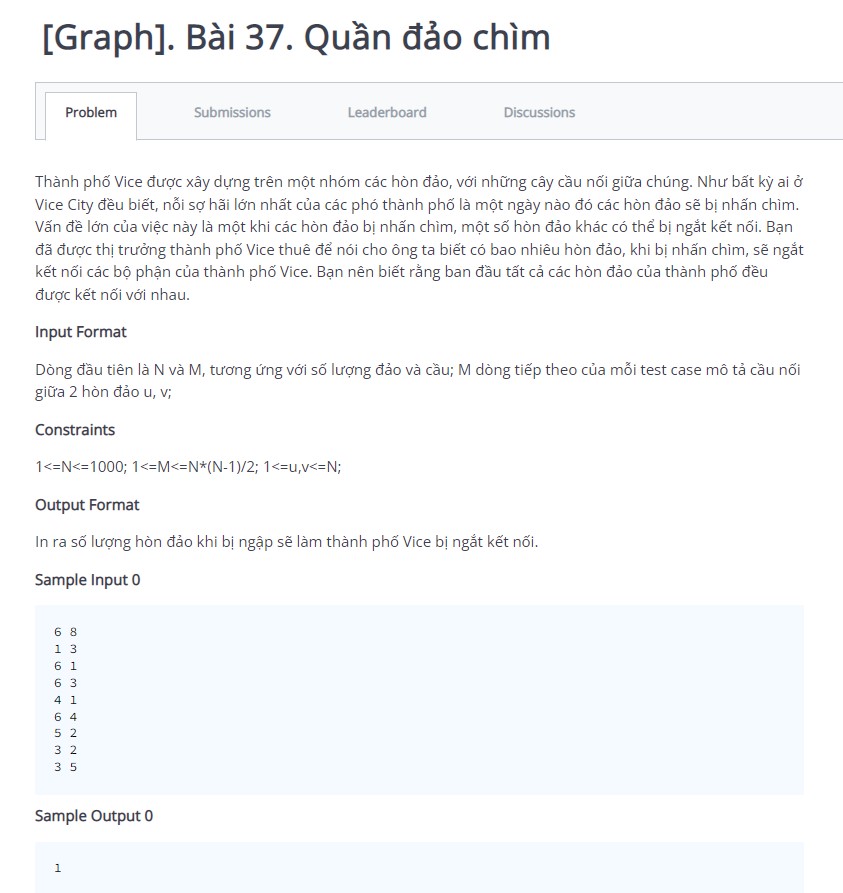 [Graph]. Bài 37. Quần đảo chìm
Problem
Submissions
Leaderboard
Discussions
Thành phố Vice được xây dựng trên một nhóm các hòn đảo, với những cây cầu nối giữa chúng. Như bất kỳ ai ở
Vice City đều biết, nỗi sợ hãi lớn nhất của các phó thành phố là một ngày nào đó các hòn đảo sẽ bị nhấn chìm.
Vấn đề lớn của việc này là một khi các hòn đảo bị nhấn chìm, một số hòn đảo khác có thể bị ngắt kết nối. Bạn
đã được thị trưởng thành phố Vice thuê để nói cho ông ta biết có bao nhiêu hòn đảo, khi bị nhấn chìm, sẽ ngắt
kết nối các bộ phận của thành phố Vice. Bạn nên biết rằng ban đầu tất cả các hòn đảo của thành phố đều
được kết nối với nhau.
Input Format
Dòng đầu tiên là N và M, tương ứng với số lượng đảo và cầu; M dòng tiếp theo của mỗi test case mô tả cầu nối
giữa 2 hòn đảo u, v;
Constraints
1<=N<=1000; 1<=M<=N*(N-1)/2; 1<=u,v<=N;
Output Format
In ra số lượng hòn đảo khi bị ngập sẽ làm thành phố Vice bị ngắt kết nối.
Sample Input 0
6 8
1 3
6 1
6 3
4 1
6 4
5 2
3 2
3 5
Sample Output 0
1